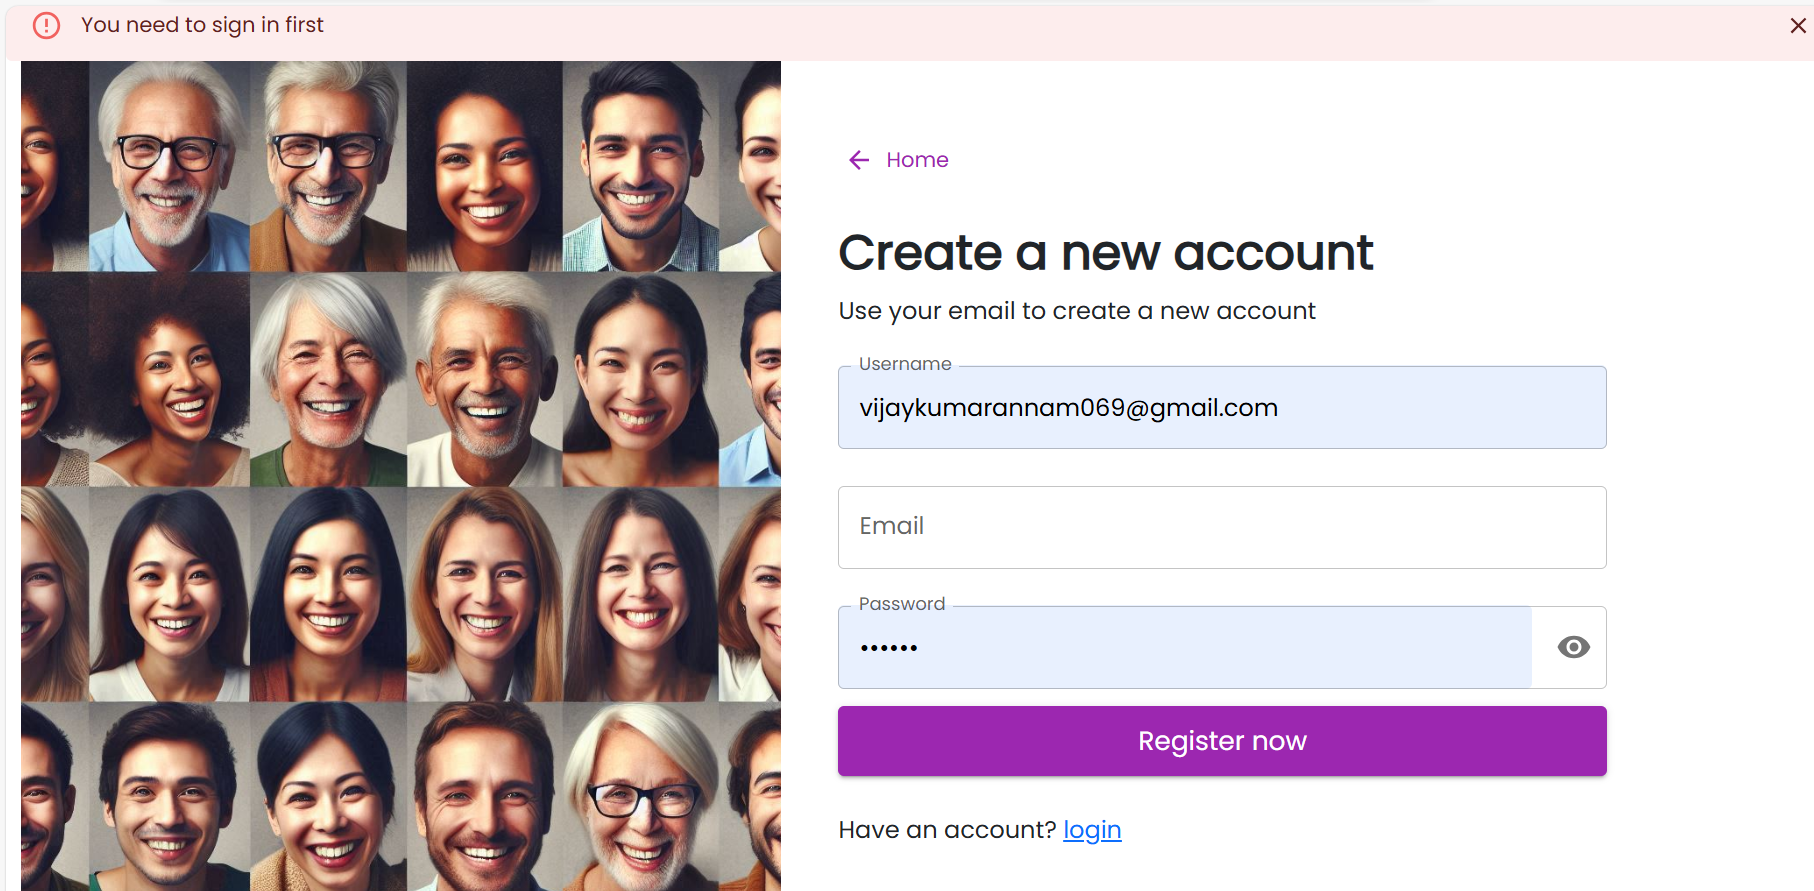 You need to sign in first
Home
Create a new account
Use your email to create a new account
Username
vijaykumarannam069@gmail.com
Email
Password
••••••
Register now
Have an account? login